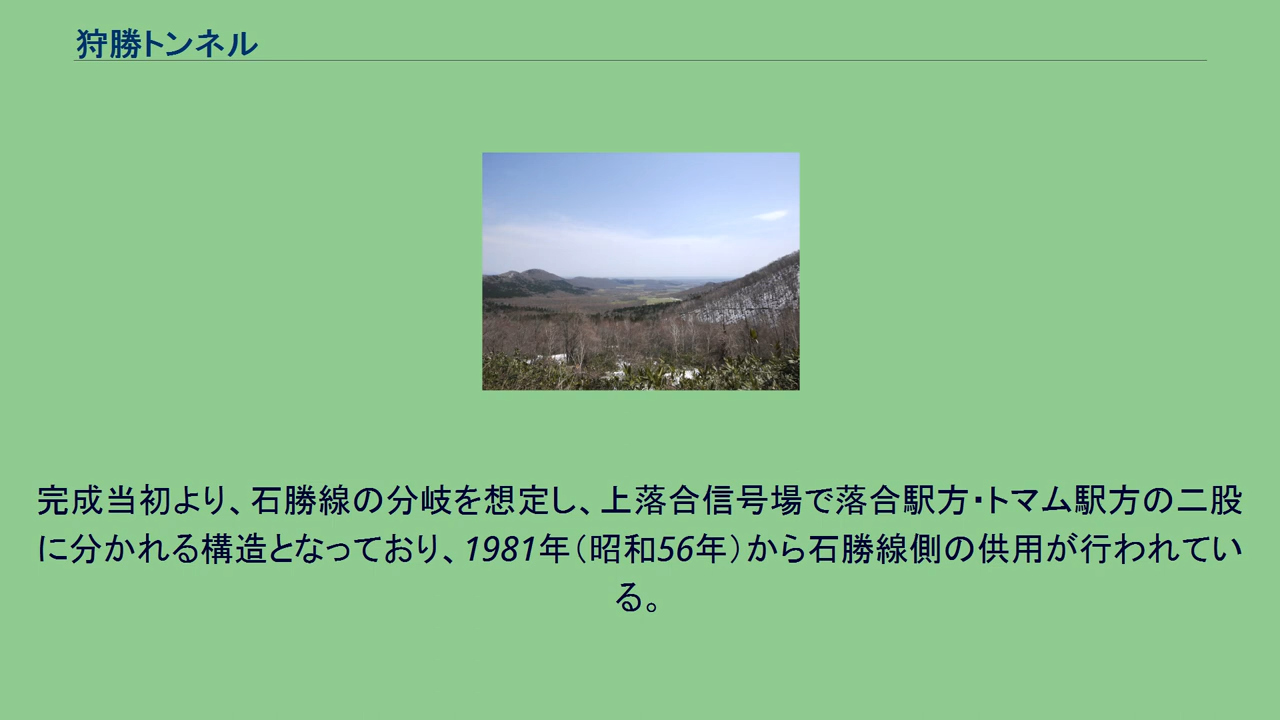 狩勝トンネル
完成当初より、石勝線の分岐を想定し、上落合信号場で落合駅方・トマム駅方の二股
に分かれる構造となっており、1981年（昭和56年）から石勝線側の供用が行われてい
る。